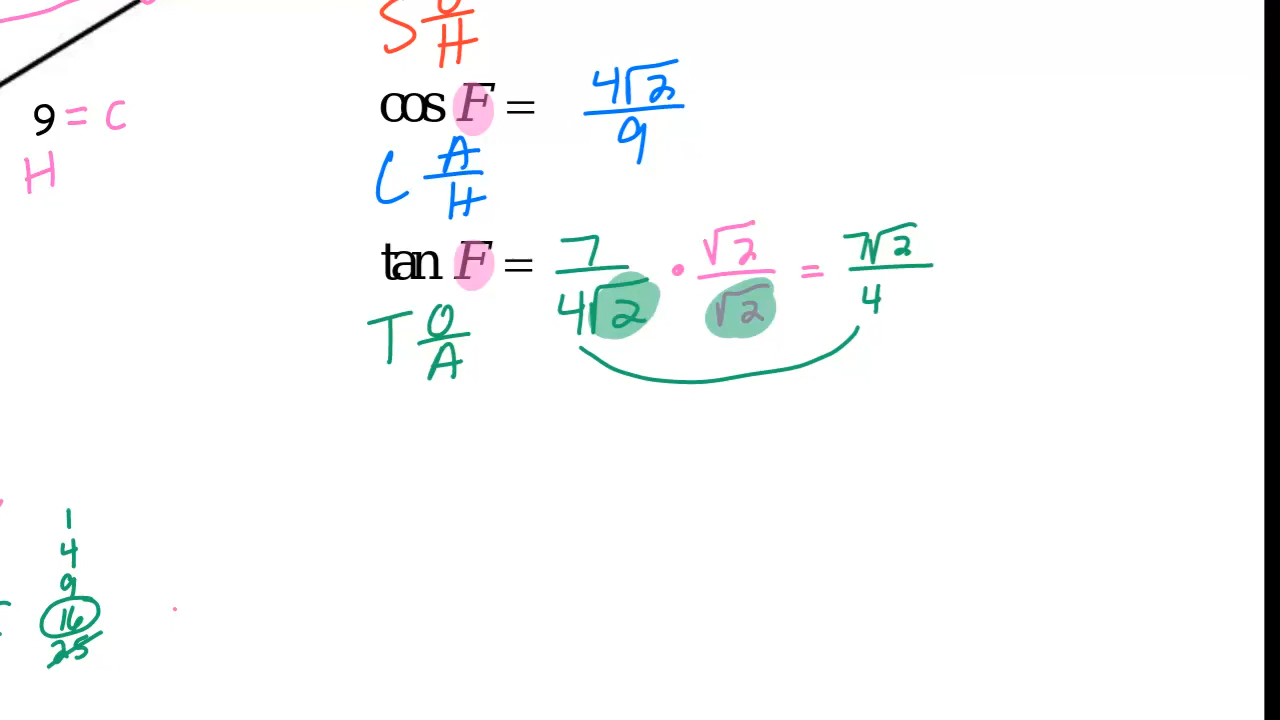 S O/H
cos F = 4√2/9
9 = C
H
C A/H
tan F = 7/4√2 · √2/√2 = 7√2/4
T O/A
1
4
9
16
25